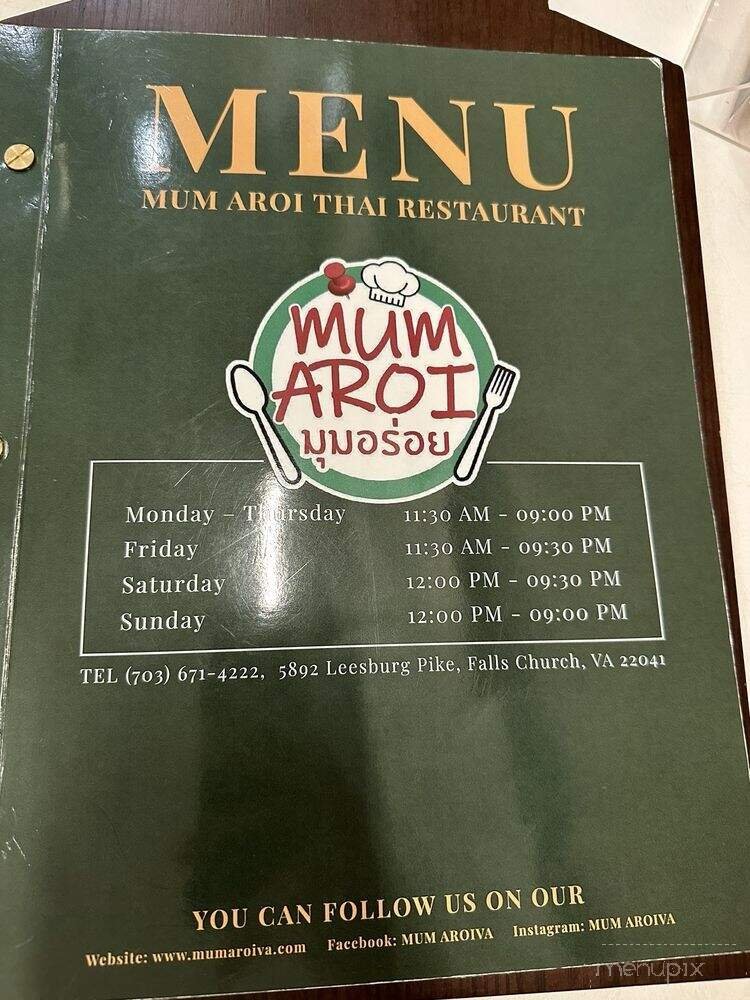 MENU
MUM AROI THAI RESTAURANT
MUM
AROI
มุมอร่อย
Monday – Thursday 11:30 AM - 09:00 PM
Friday 11:30 AM - 09:30 PM
Saturday 12:00 PM - 09:30 PM
Sunday 12:00 PM - 09:00 PM
TEL (703) 671-4222, 5892 Leesburg Pike, Falls Church, VA 22041
YOU CAN FOLLOW US ON OUR
Website: www.mumaroiva.com Facebook: MUM AROIVA Instagram: MUM AROIVA
menupix